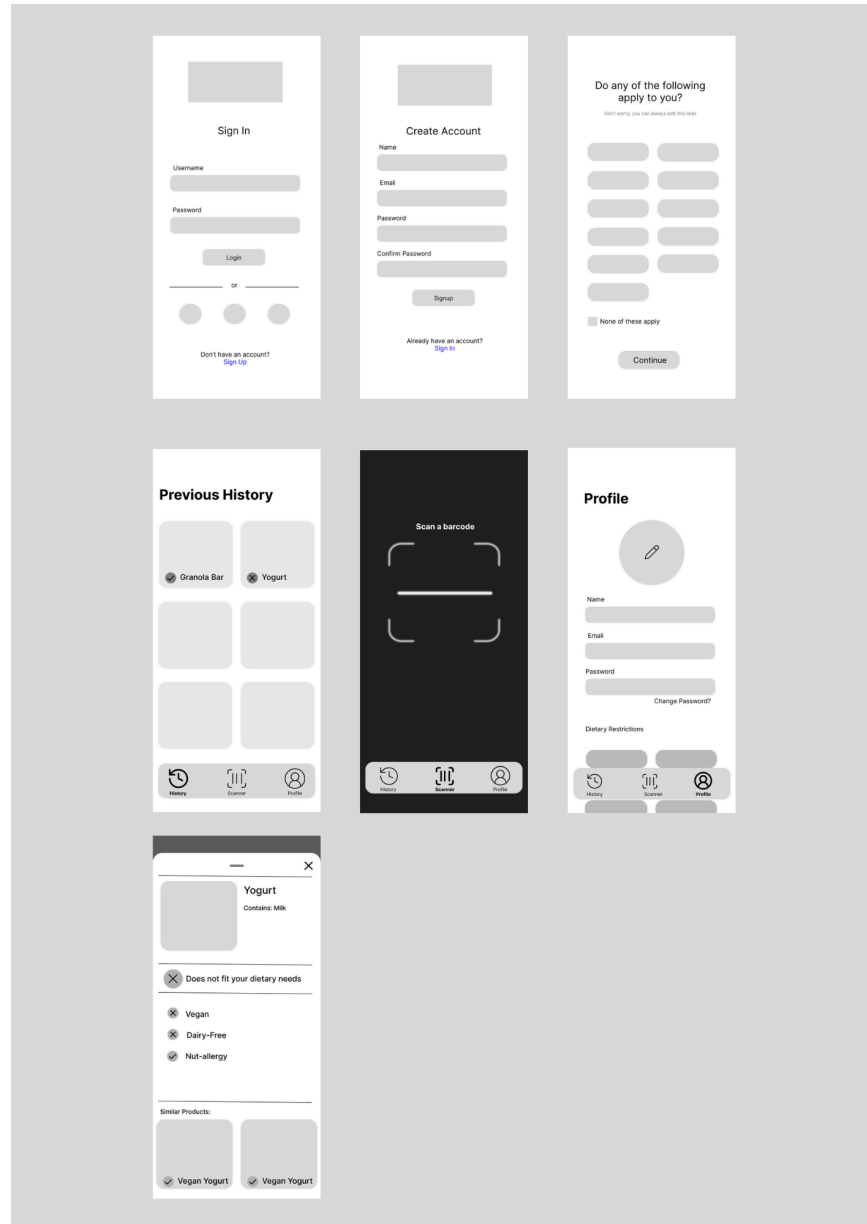 Sign In
Username
Password
Login
or
Don't have an account?
Sign Up
Create Account
Name
Email
Password
Confirm Password
Signup
Already have an account?
Sign In
Do any of the following
apply to you?
Don't worry, you can always edit this later
None of these apply
Continue
Previous History
Granola Bar
Yogurt
History
Scanner
Profile
Scan a barcode
History
Scanner
Profile
Profile
Name
Email
Password
Change Password?
Dietary Restrictions
History
Scanner
Profile
Yogurt
Contains: Milk
Does not fit your dietary needs
Vegan
Dairy-Free
Nut-allergy
Similar Products:
Vegan Yogurt
Vegan Yogurt